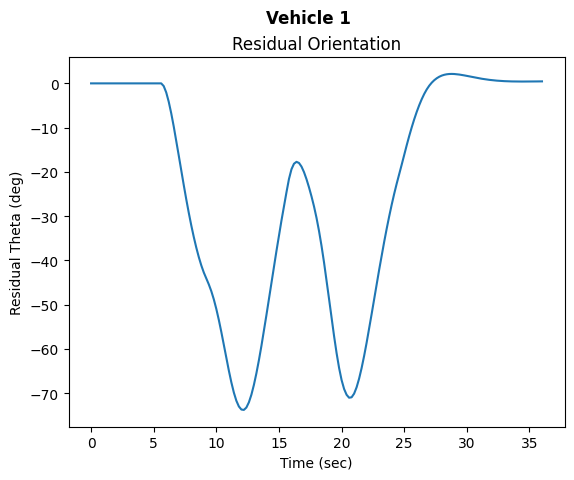 Vehicle 1
Residual Orientation
Residual Theta (deg)
0
−10
−20
−30
−40
−50
−60
−70
0 5 10 15 20 25 30 35
Time (sec)